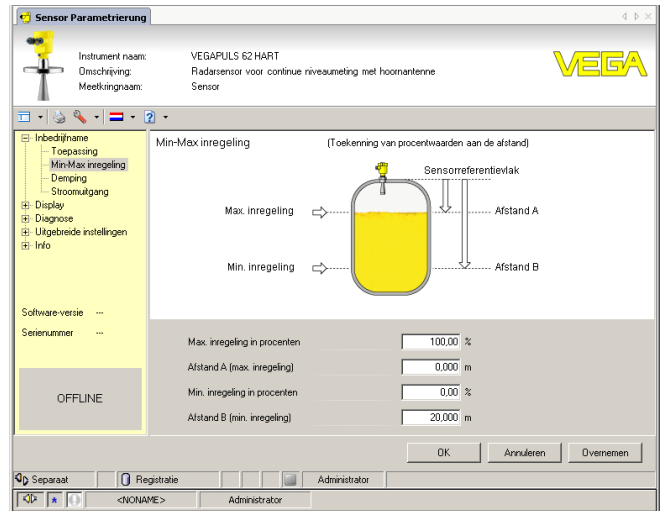 Sensor Parametrierung
Instrument naam: VEGAPULS 62 HART
Omschrijving: Radarsensor voor continue niveaumeting met hoornantenne
Meetkringnaam: Sensor
VEGA
Inbedrijfname
Toepassing
Min-Max inregeling
Demping
Stroomuitgang
Display
Diagnose
Uitgebreide instellingen
Info
Software-versie ---
Serienummer ---
OFFLINE
Min-Max inregeling (Toekenning van procentwaarden aan de afstand)
Sensorreferentievlak
Max. inregeling
Afstand A
Min. inregeling
Afstand B
Max. inregeling in procenten 100,00 %
Afstand A (max. inregeling) 0,000 m
Min. inregeling in procenten 0,00 %
Afstand B (min. inregeling) 20,000 m
OK Annuleren Overnemen
Separaat Registratie Administrator
<NONAME> Administrator